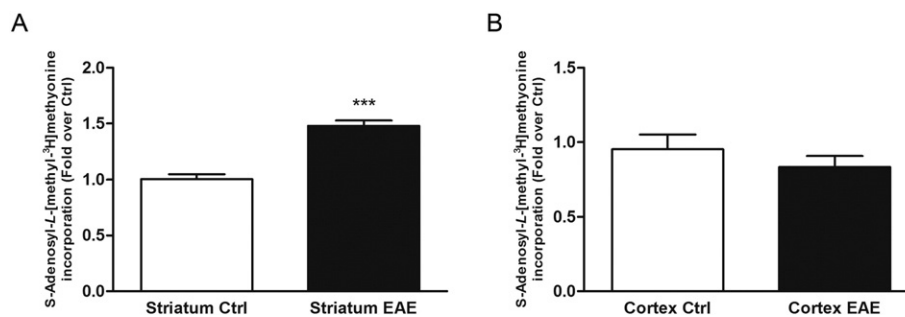 A
S-Adenosyl-L-[methyl-³H]methyonine
incorporation (Fold over Ctrl)
2.0
1.5
1.0
0.5
0.0
***
Striatum Ctrl
Striatum EAE
B
S-Adenosyl-L-[methyl-³H]methyonine
incorporation (Fold over Ctrl)
1.5
1.0
0.5
0.0
Cortex Ctrl
Cortex EAE